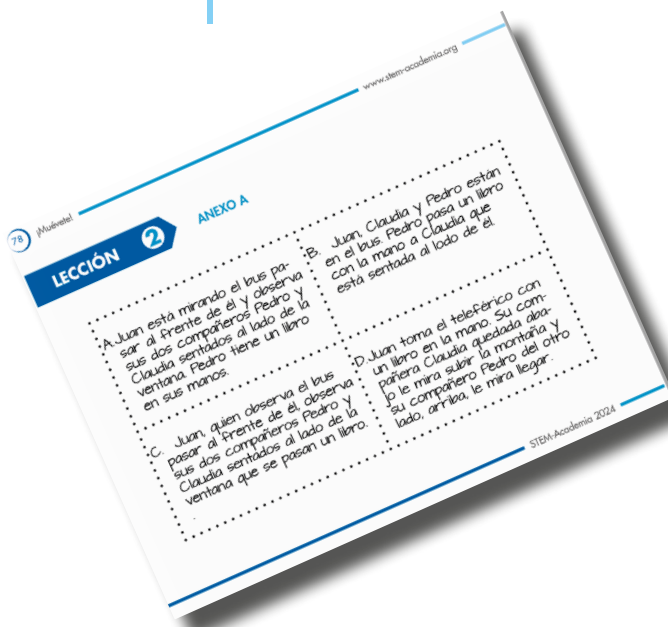 www.stem-academia.org
78 ¡Muévete!
LECCIÓN 2
ANEXO A
A. Juan está mirando el bus pa-
sar al frente de él y observa
sus dos compañeros Pedro y
Claudia sentados al lado de la
ventana. Pedro tiene un libro
en sus manos.
B. Juan, Claudia y Pedro están
en el bus. Pedro pasa un libro
con la mano a Claudia que
está sentada al lado de él.
C. Juan, quien observa el bus
pasar al frente de él, observa
sus dos compañeros Pedro y
Claudia sentados al lado de la
ventana que se pasan un libro.
D. Juan toma el teleférico con
un libro en la mano. Su com-
pañera Claudia quedada aba-
jo le mira subir la montaña y
su compañero Pedro del otro
lado, arriba, le mira llegar.
STEM-Academia 2024